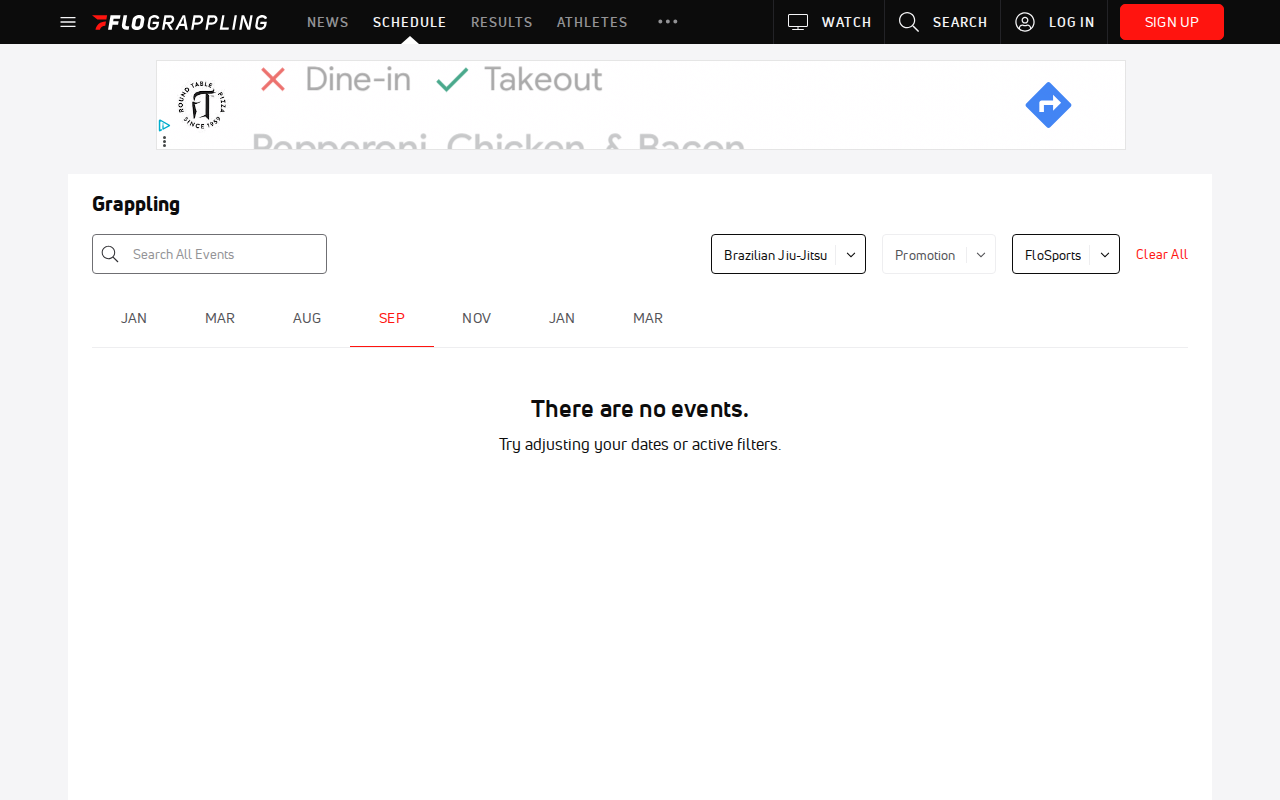 FLOGRAPPLING
NEWS
SCHEDULE
RESULTS
ATHLETES
WATCH
SEARCH
LOG IN
SIGN UP
ROUND TABLE PIZZA
SINCE 1959
Dine-in
Takeout
Pepperoni, Chicken, & Bacon
Grappling
Search All Events
Brazilian Jiu-Jitsu
Promotion
FloSports
Clear All
JAN
MAR
AUG
SEP
NOV
JAN
MAR
There are no events.
Try adjusting your dates or active filters.